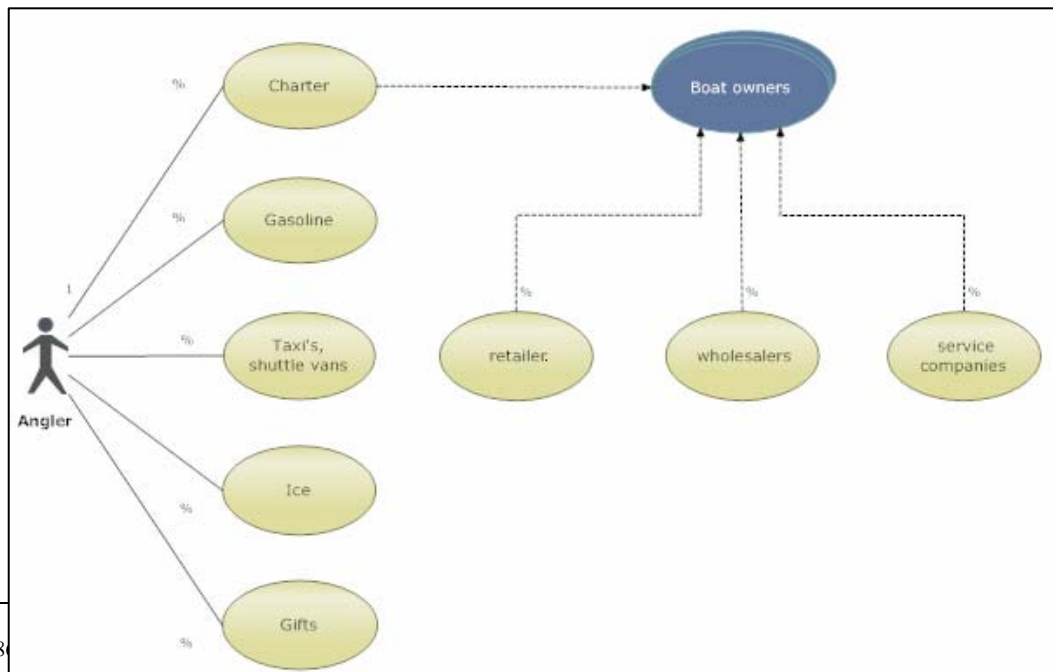 %
Charter
Boat owners
%
Gasoline
1
%
Taxi's,
shuttle vans
%
retailer.
%
wholesalers
%
service
companies
Angler
Ice
%
Gifts
%